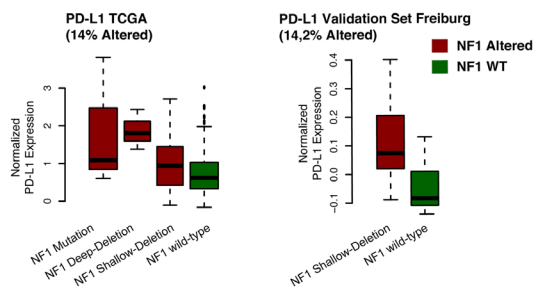 PD-L1 TCGA
(14% Altered)
Normalized
PD-L1 Expression
3
2
1
0
NF1 Mutation
NF1 Deep-Deletion
NF1 Shallow-Deletion
NF1 wild-type
PD-L1 Validation Set Freiburg
(14,2% Altered)
NF1 Altered
NF1 WT
Normalized
PD-L1 Expression
0.4
0.3
0.2
0.1
0.0
−0.1
NF1 Shallow-Deletion
NF1 wild-type